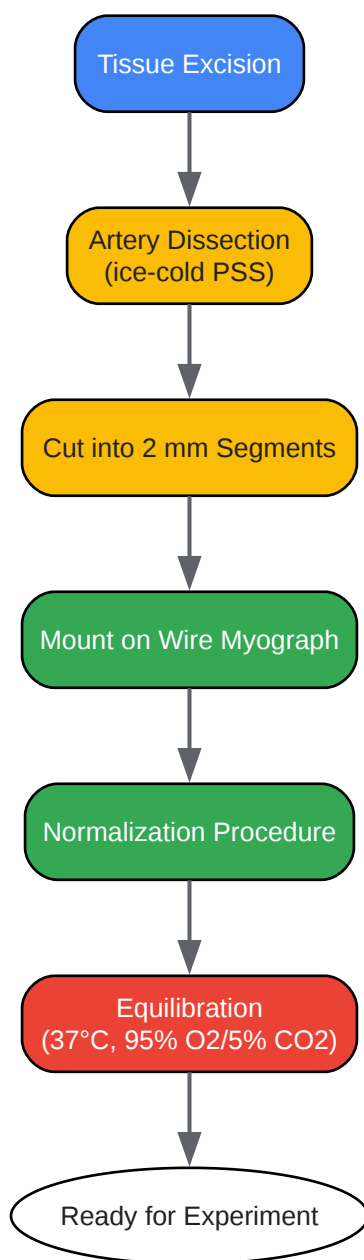 Tissue Excision
Artery Dissection
(ice-cold PSS)
Cut into 2 mm Segments
Mount on Wire Myograph
Normalization Procedure
Equilibration
(37°C, 95% O2/5% CO2)
Ready for Experiment